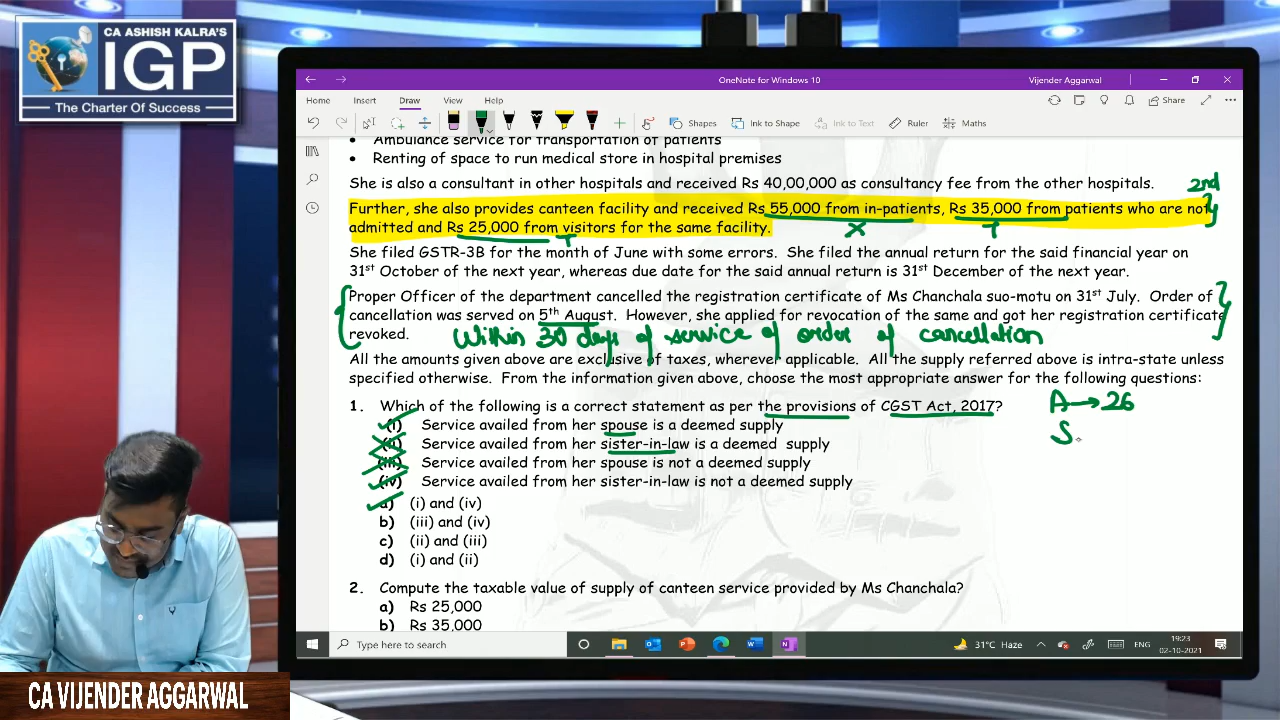 CA ASHISH KALRA'S
IGP
The Charter Of Success
OneNote for Windows 10
Vijender Aggarwal
Home Insert Draw View Help
Share
Shapes Ink to Shape Ink to Text Ruler Maths
• Ambulance service for transportation of patients
• Renting of space to run medical store in hospital premises
She is also a consultant in other hospitals and received Rs 40,00,000 as consultancy fee from the other hospitals.
2nd
Further, she also provides canteen facility and received Rs 55,000 from in-patients, Rs 35,000 from patients who are not
admitted and Rs 25,000 from visitors for the same facility.
X T
T
She filed GSTR-3B for the month of June with some errors. She filed the annual return for the said financial year on
31st October of the next year, whereas due date for the said annual return is 31st December of the next year.
Proper Officer of the department cancelled the registration certificate of Ms Chanchala suo-motu on 31st July. Order of
cancellation was served on 5th August. However, she applied for revocation of the same and got her registration certificate
revoked.
Within 30 days of service of order of cancellation
All the amounts given above are exclusive of taxes, wherever applicable. All the supply referred above is intra-state unless
specified otherwise. From the information given above, choose the most appropriate answer for the following questions:
1. Which of the following is a correct statement as per the provisions of CGST Act, 2017?
A → 26
S
(i) Service availed from her spouse is a deemed supply
(ii) Service availed from her sister-in-law is a deemed supply
(iii) Service availed from her spouse is not a deemed supply
(iv) Service availed from her sister-in-law is not a deemed supply
a) (i) and (iv)
b) (iii) and (iv)
c) (ii) and (iii)
d) (i) and (ii)
2. Compute the taxable value of supply of canteen service provided by Ms Chanchala?
a) Rs 25,000
b) Rs 35,000
Type here to search
31°C Haze
ENG
19:23
02-10-2021
CA VIJENDER AGGARWAL